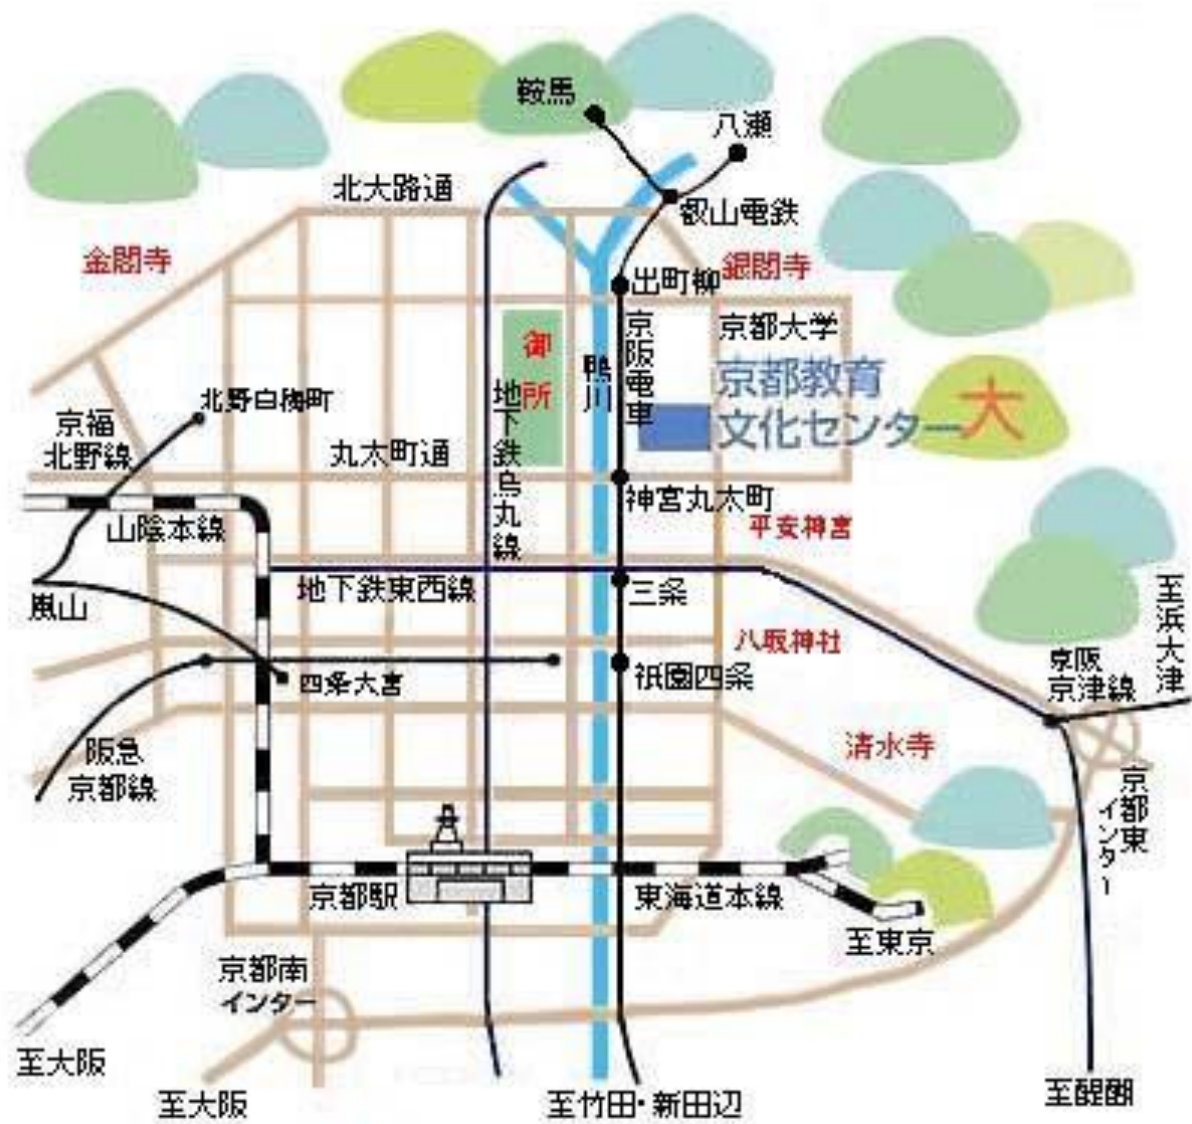 鞍馬
八瀬
北大路通
叡山電鉄
金閣寺
銀閣寺
出町柳
京都大学
御所
鴨川
京阪電車
京都教育
文化センター
大
地下鉄烏丸線
北野白梅町
京福
北野線
丸太町通
神宮丸太町
山陰本線
平安神宮
地下鉄東西線
三条
嵐山
至浜大津
八坂神社
京阪
京津線
祇園四条
四条大宮
阪急
京都線
清水寺
京都東
インター
京都駅
東海道本線
至東京
京都南
インター
至大阪
至大阪
至竹田・新田辺
至醍醐